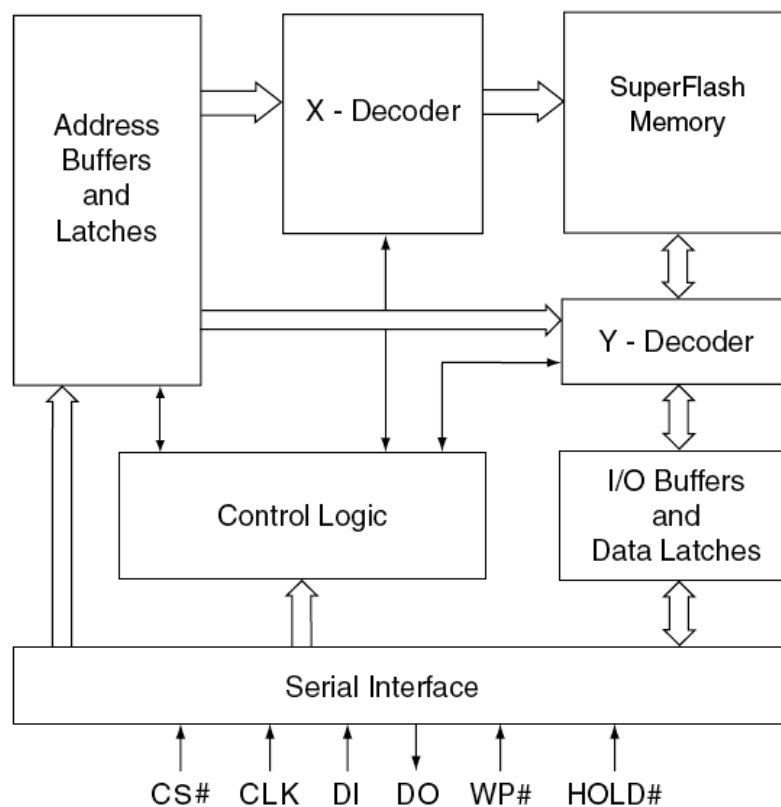 Address
Buffers
and
Latches
X - Decoder
SuperFlash
Memory
Y - Decoder
Control Logic
I/O Buffers
and
Data Latches
Serial Interface
CS# CLK DI DO WP# HOLD#